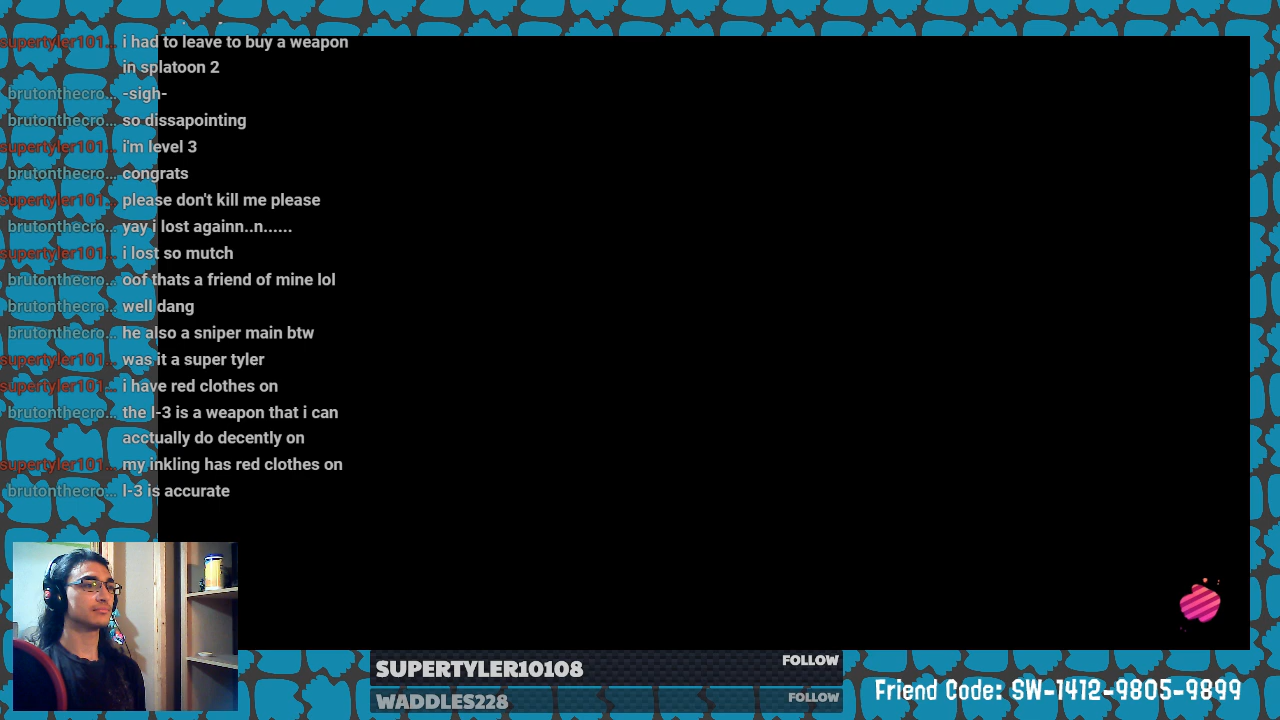 supertyler101... i had to leave to buy a weapon
in splatoon 2
brutonthecro... -sigh-
brutonthecro... so dissapointing
supertyler101... i'm level 3
brutonthecro... congrats
supertyler101... please don't kill me please
brutonthecro... yay i lost againn..n......
supertyler101... i lost so mutch
brutonthecro... oof thats a friend of mine lol
brutonthecro... well dang
brutonthecro... he also a sniper main btw
supertyler101... was it a super tyler
supertyler101... i have red clothes on
brutonthecro... the l-3 is a weapon that i can
acctually do decently on
supertyler101... my inkling has red clothes on
brutonthecro... l-3 is accurate
SUPERTYLER10108 FOLLOW
WADDLES228 FOLLOW
Friend Code: SW-1412-9805-9899